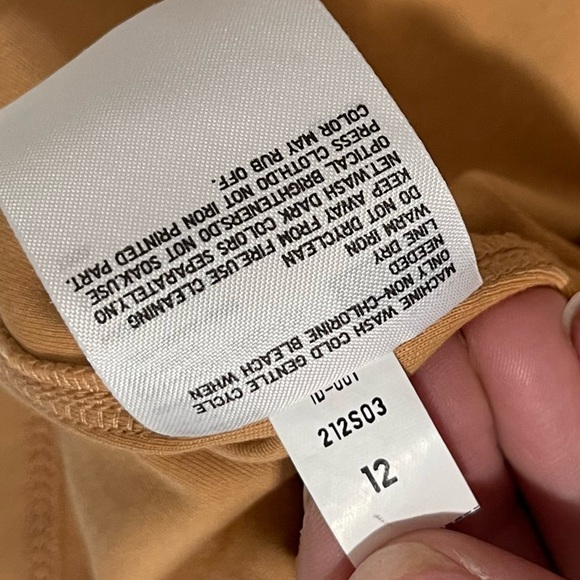 MACHINE WASH COLD GENTLE CYCLE
ONLY NON-CHLORINE BLEACH WHEN
NEEDED
LINE DRY
WARM IRON
DO NOT DRYCLEAN
KEEP AWAY FROM FIRE.USE CLEANING
NET.WASH DARK COLORS SEPARATELY.NO
OPTICAL BRIGHTENERS.DO NOT SOAK.USE
PRESS CLOTH.DO NOT IRON PRINTED PART.
COLOR MAY RUB OFF.
212S03
12